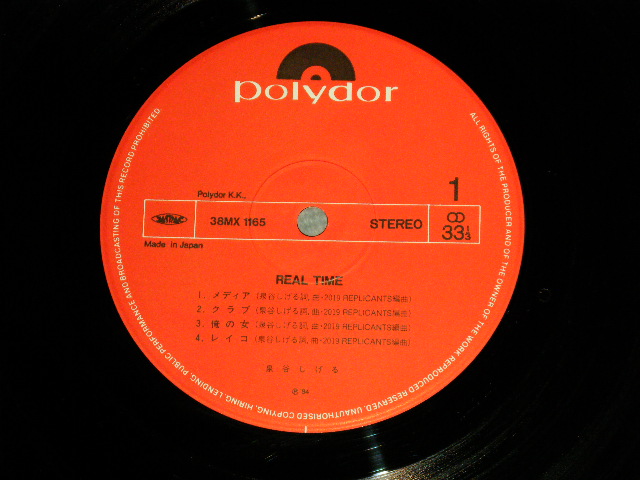 polydor
ALL RIGHTS OF THE PRODUCER AND OF THE OWNER OF THE WORK REPRODUCED RESERVED. UNAUTHORISED COPYING, HIRING, LENDING, PUBLIC PERFORMANCE AND BROADCASTING OF THIS RECORD PROHIBITED.
Polydor K.K.,
1
38MX 1165
STEREO
33 1/3
Made in Japan
REAL TIME
1. メディア (泉谷しげる詞, 曲・2019 REPLICANTS編曲)
2. クラブ (泉谷しげる詞, 曲・2019 REPLICANTS編曲)
3. 俺の女 (泉谷しげる詞, 曲・2019 REPLICANTS編曲)
4. レイコ (泉谷しげる詞, 曲・2019 REPLICANTS編曲)
泉谷しげる
Ⓟ '84